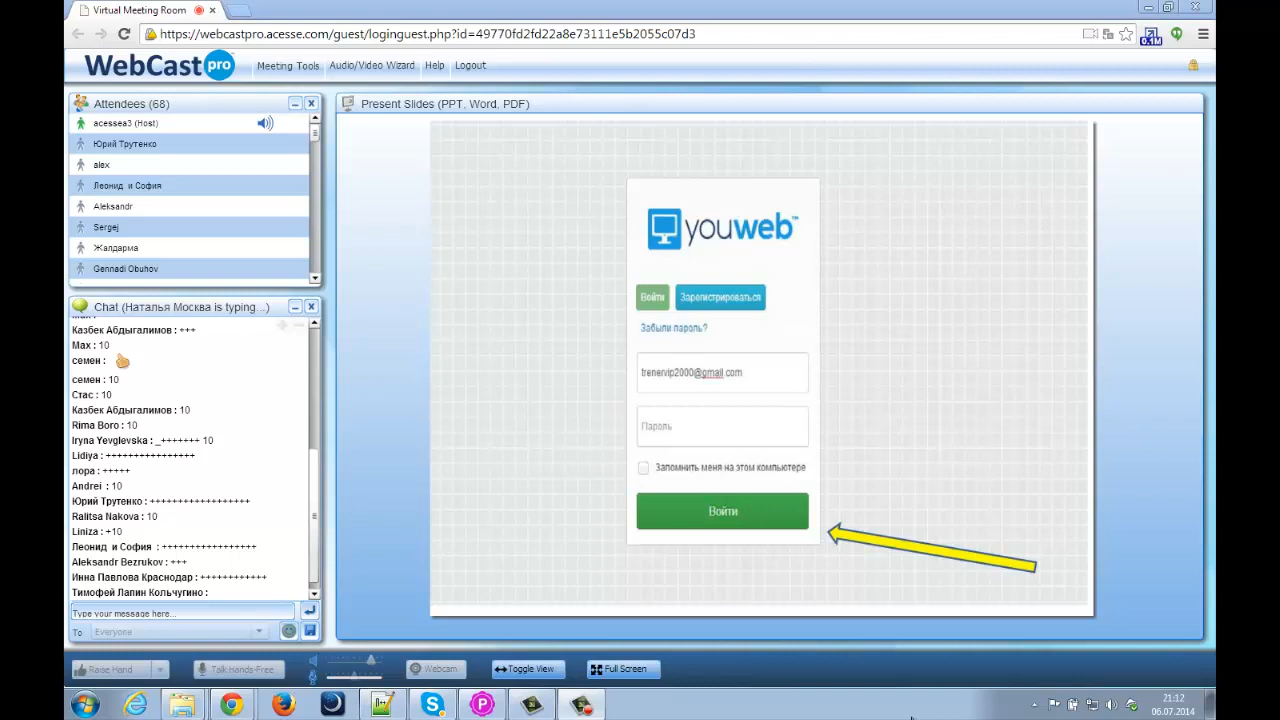 Virtual Meeting Room
https://webcastpro.acesse.com/guest/loginguest.php?id=49770fd2fd22a8e73111e5b2055c07d3
0.1M
WebCast pro
Meeting Tools Audio/Video Wizard Help Logout
Attendees (68)
acessea3 (Host)
Юрий Трутенко
alex
Леонид и София
Aleksandr
Sergej
Жалдарма
Gennadi Obuhov
Chat (Наталья Москва is typing...)
Казбек Абдыгалимов : +++
Max : 10
семен :
семен : 10
Стас : 10
Казбек Абдыгалимов : 10
Rima Boro : 10
Iryna Yevglevska : _+++++++ 10
Lidiya : ++++++++++++++++
лора : +++++
Andrei : 10
Юрий Трутенко : ++++++++++++++++++
Ralitsa Nakova : 10
Liniza : +10
Леонид и София : +++++++++++++++++
Aleksandr Bezrukov : +++
Инна Павлова Краснодар : ++++++++++++
Тимофей Лапин Кольчугино :
Type your message here...
To Everyone
Present Slides (PPT, Word, PDF)
youweb™
Войти Зарегистрироваться
Забыли пароль?
trenervip2000@gmail.com
Пароль
Запомнить меня на этом компьютере
Войти
Raise Hand Talk Hands-Free Webcam Toggle View Full Screen
21:12
06.07.2014